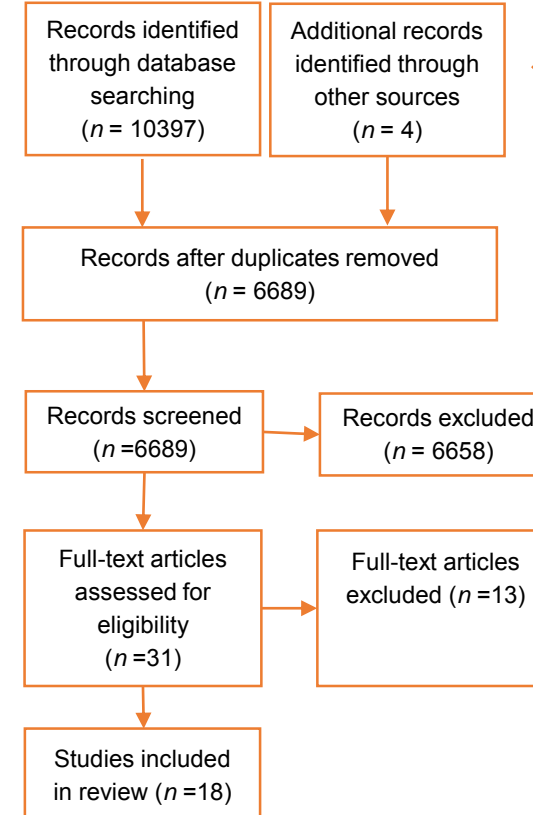 Records identified
through database
searching
(n = 10397)
Additional records
identified through
other sources
(n = 4)
Records after duplicates removed
(n = 6689)
Records screened
(n =6689)
Records excluded
(n = 6658)
Full-text articles
assessed for
eligibility
(n =31)
Full-text articles
excluded (n =13)
Studies included
in review (n =18)